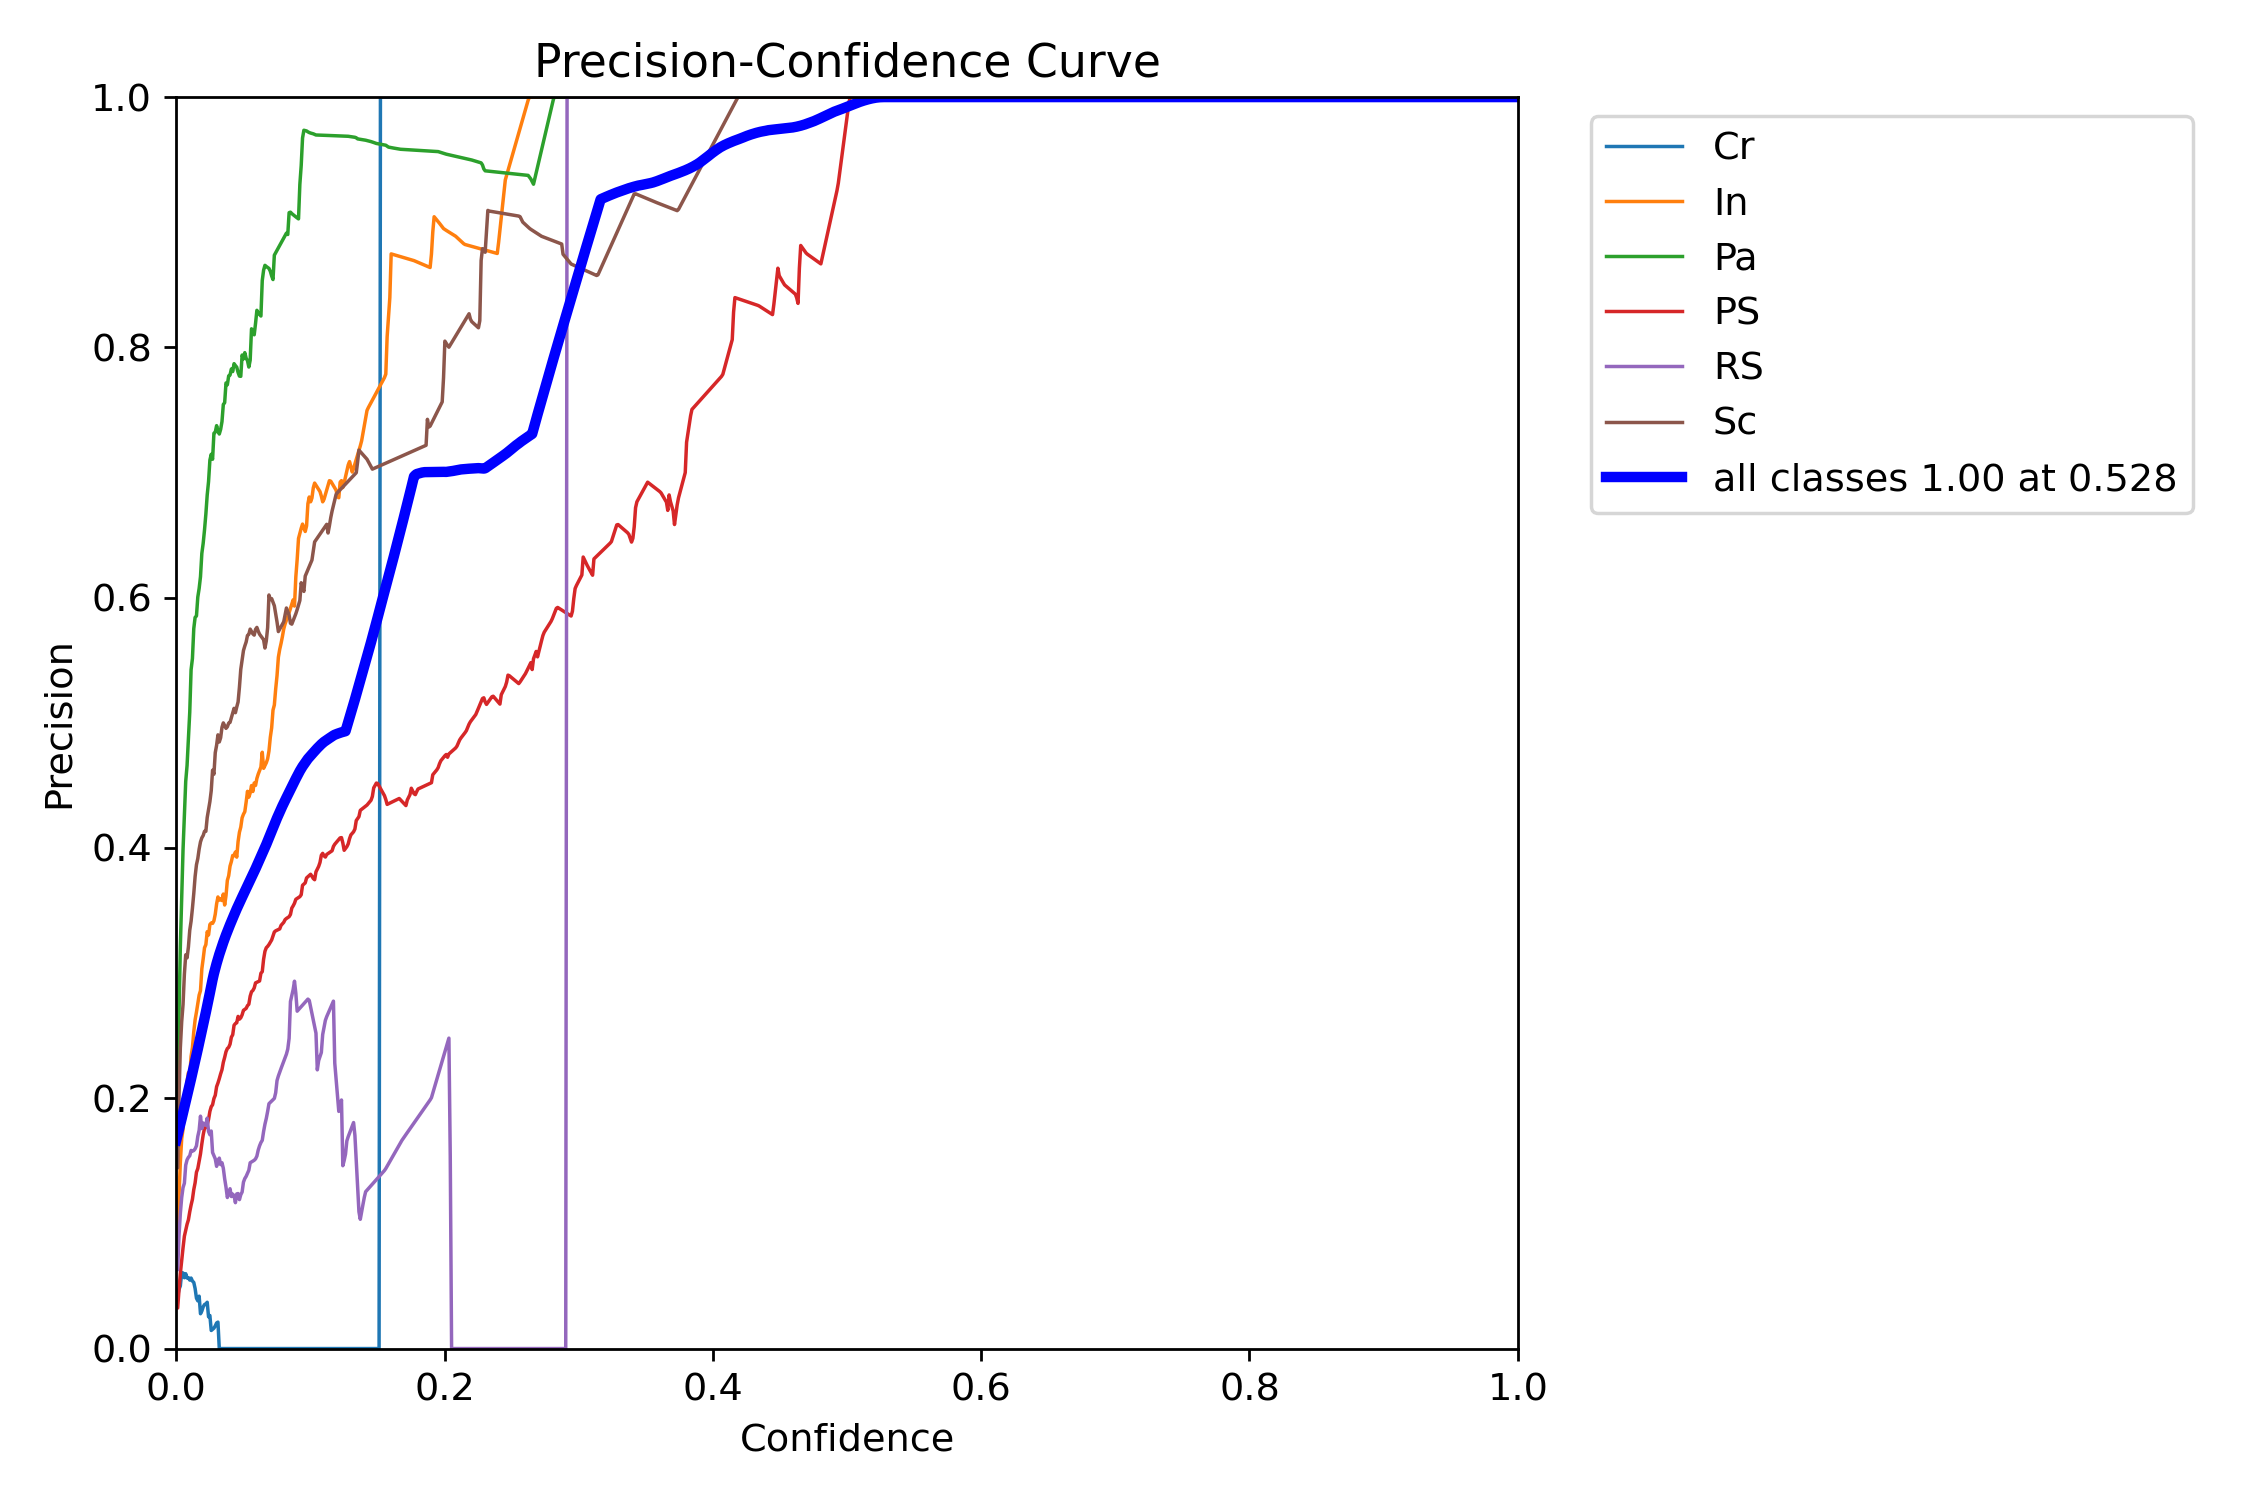 Precision-Confidence Curve
1.0
0.8
0.6
0.4
0.2
0.0
Precision
0.0 0.2 0.4 0.6 0.8 1.0
Confidence
Cr
In
Pa
PS
RS
Sc
all classes 1.00 at 0.528